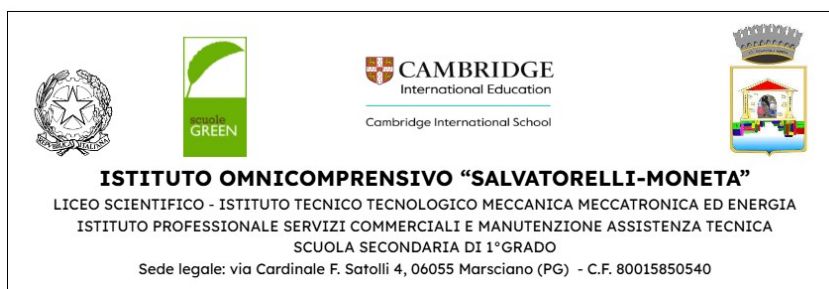 REPVBBLICA ITALIANA
scuole
GREEN
CAMBRIDGE
International Education
Cambridge International School
ISTITUTO OMNICOMPRENSIVO “SALVATORELLI-MONETA”
LICEO SCIENTIFICO - ISTITUTO TECNICO TECNOLOGICO MECCANICA MECCATRONICA ED ENERGIA
ISTITUTO PROFESSIONALE SERVIZI COMMERCIALI E MANUTENZIONE ASSISTENZA TECNICA
SCUOLA SECONDARIA DI 1°GRADO
Sede legale: via Cardinale F. Satolli 4, 06055 Marsciano (PG) - C.F. 80015850540